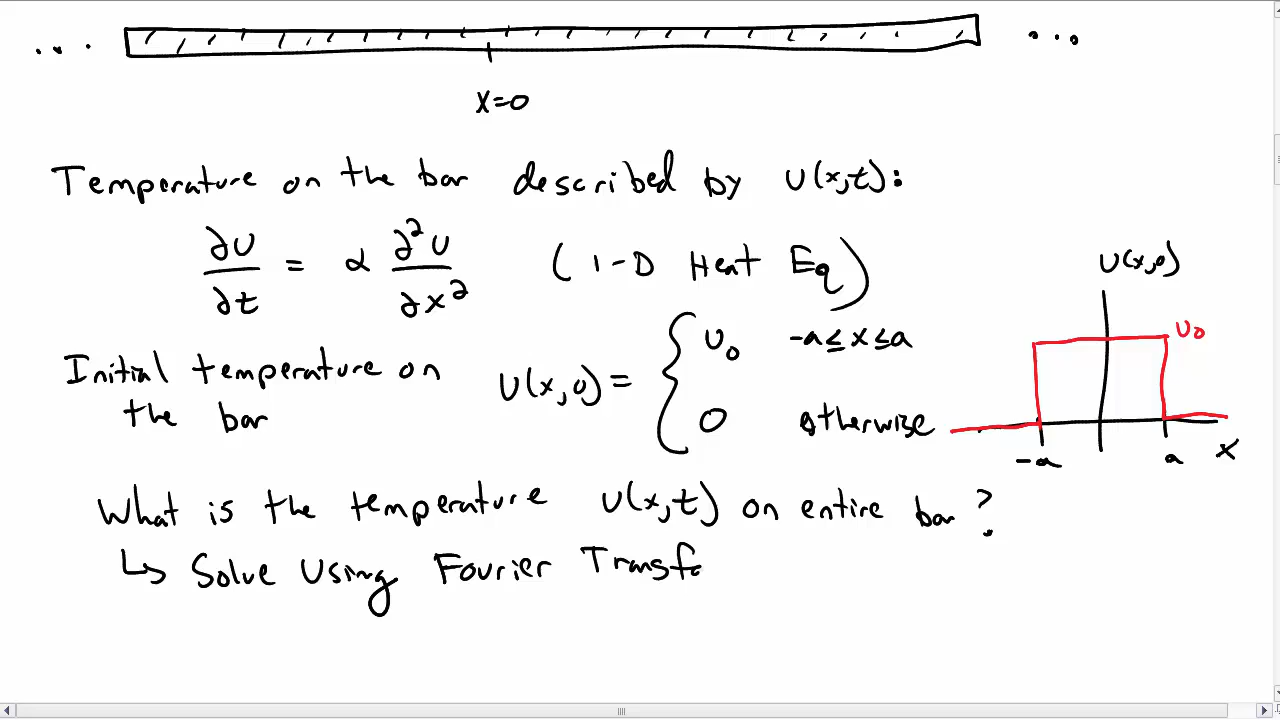 ... ...
x=0
Temperature on the bar described by U(x,t):
∂U/∂t = α ∂²U/∂x² (1-D Heat Eq)
Initial temperature on the bar U(x,0) = { U₀ -a≤x≤a
0 otherwise
U(x,0)
U₀
-a a x
What is the temperature U(x,t) on entire bar?
↳ Solve Using Fourier Transfo